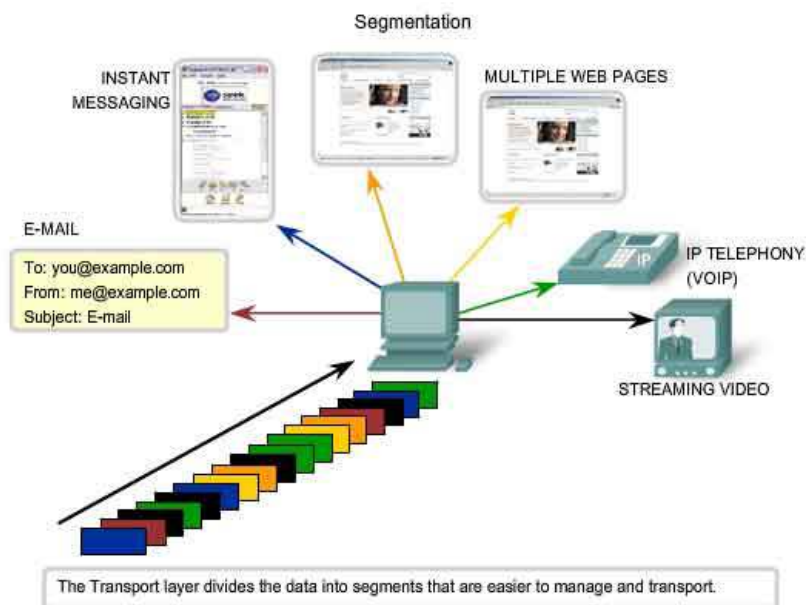 Segmentation
INSTANT
MESSAGING
MULTIPLE WEB PAGES
E-MAIL
To: you@example.com
From: me@example.com
Subject: E-mail
IP
IP TELEPHONY
(VOIP)
STREAMING VIDEO
The Transport layer divides the data into segments that are easier to manage and transport.